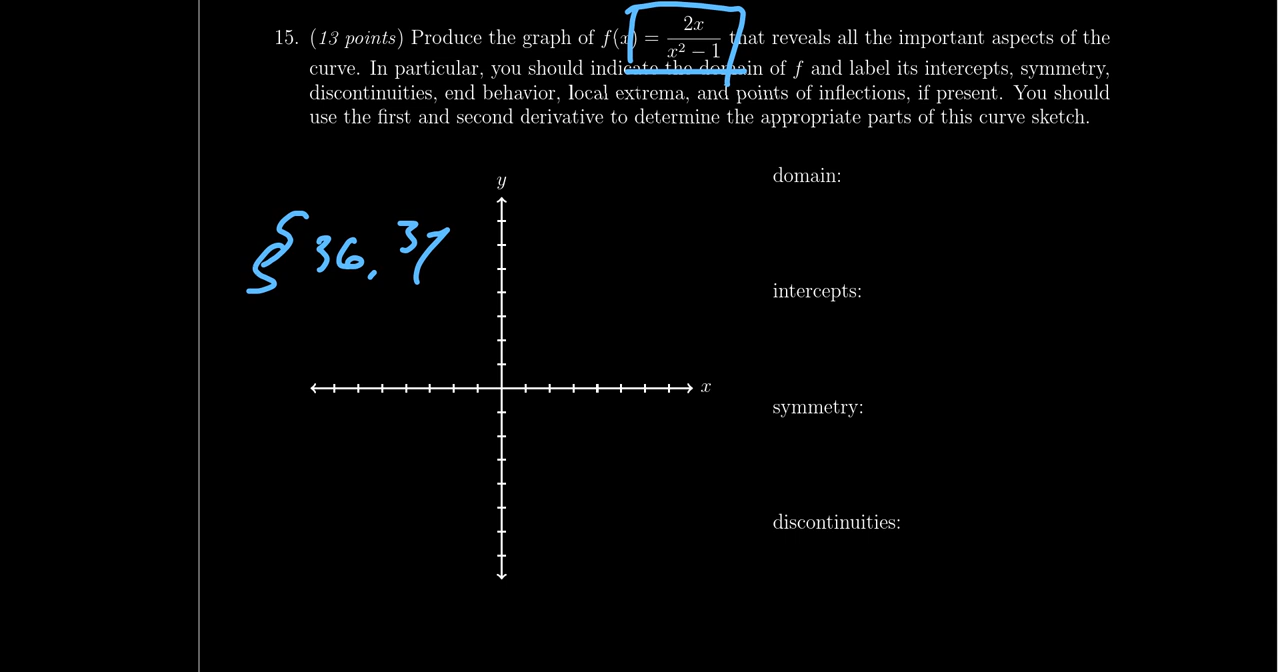 15. (13 points) Produce the graph of f(x) = 2x / (x² − 1) that reveals all the important aspects of the
curve. In particular, you should indicate the domain of f and label its intercepts, symmetry,
discontinuities, end behavior, local extrema, and points of inflections, if present. You should
use the first and second derivative to determine the appropriate parts of this curve sketch.
y
domain:
§ 36, 37
intercepts:
x
symmetry:
discontinuities: